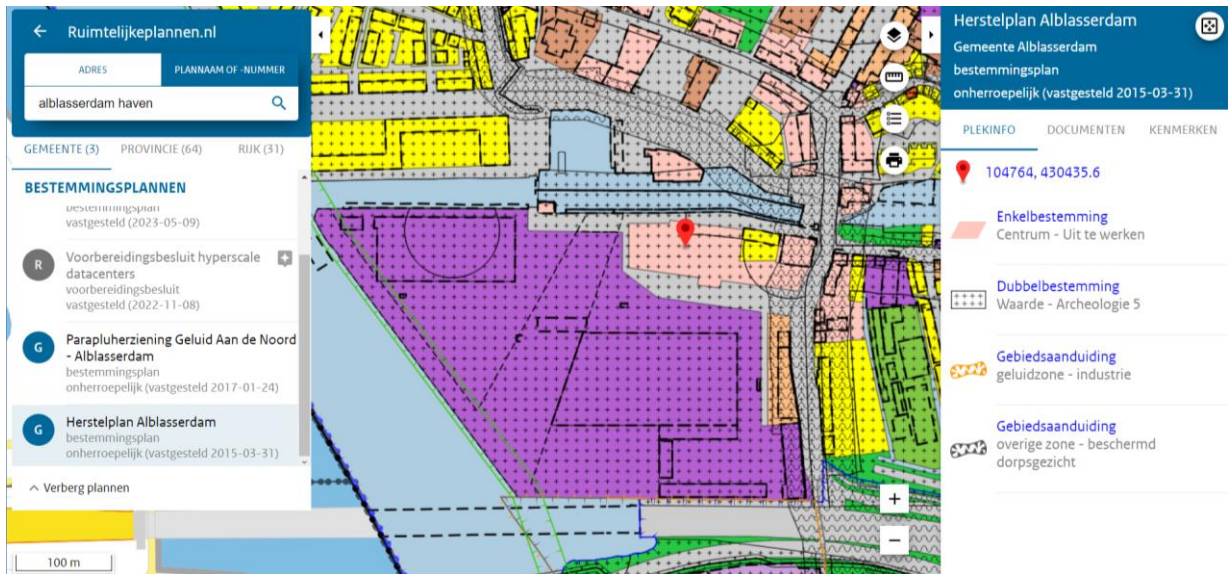 Ruimtelijkeplannen.nl
ADRES
PLANNAAM OF -NUMMER
alblasserdam haven
GEMEENTE (3)
PROVINCIE (64)
RIJK (31)
BESTEMMINGSPLANNEN
bestemmingsplan
vastgesteld (2023-05-09)
R
Voorbereidingsbesluit hyperscale
datacenters
voorbereidingsbesluit
vastgesteld (2022-11-08)
G
Parapluherziening Geluid Aan de Noord
- Alblasserdam
bestemmingsplan
onherroepelijk (vastgesteld 2017-01-24)
G
Herstelplan Alblasserdam
bestemmingsplan
onherroepelijk (vastgesteld 2015-03-31)
Verberg plannen
100 m
Herstelplan Alblasserdam
Gemeente Alblasserdam
bestemmingsplan
onherroepelijk (vastgesteld 2015-03-31)
PLEKINFO
DOCUMENTEN
KENMERKEN
104764, 430435.6
Enkelbestemming
Centrum - Uit te werken
Dubbelbestemming
Waarde - Archeologie 5
Gebiedsaanduiding
geluidzone - industrie
Gebiedsaanduiding
overige zone - beschermd
dorpsgezicht